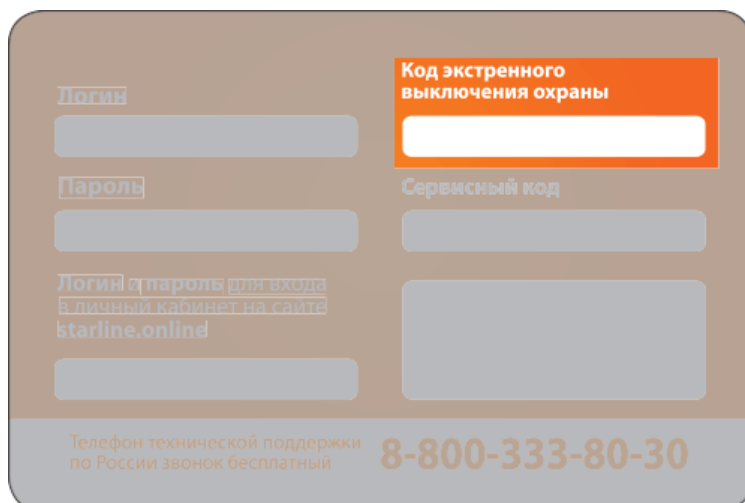 Логин
Код экстренного
выключения охраны
Пароль
Сервисный код
Логин и пароль для входа
в личный кабинет на сайте
starline.online
Телефон технической поддержки
по России звонок бесплатный
8-800-333-80-30